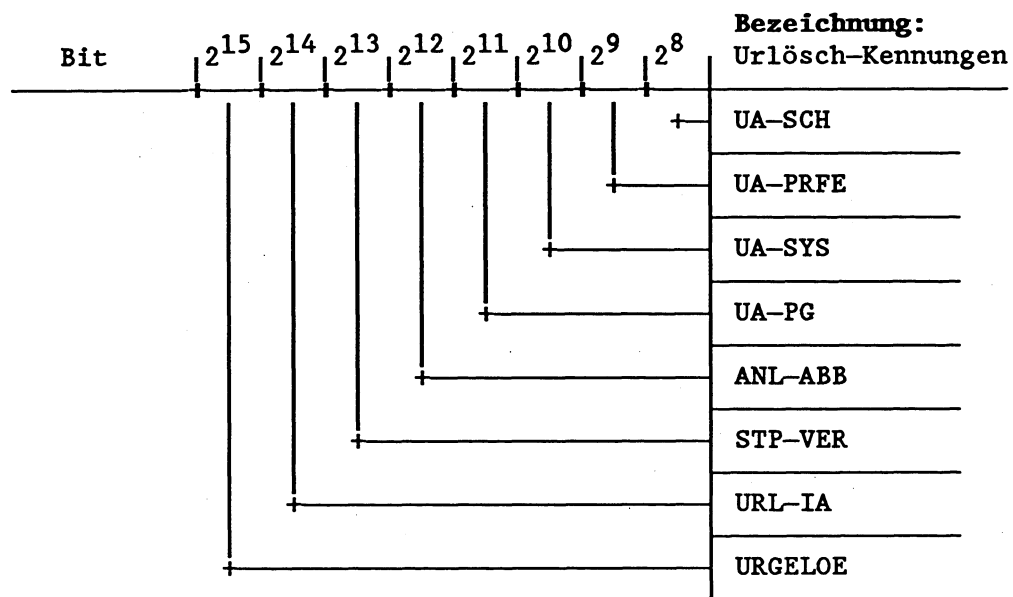 Bezeichnung:
Bit 2^15 2^14 2^13 2^12 2^11 2^10 2^9 2^8 Urlösch-Kennungen
UA-SCH
UA-PRFE
UA-SYS
UA-PG
ANL-ABB
STP-VER
URL-IA
URGELOE